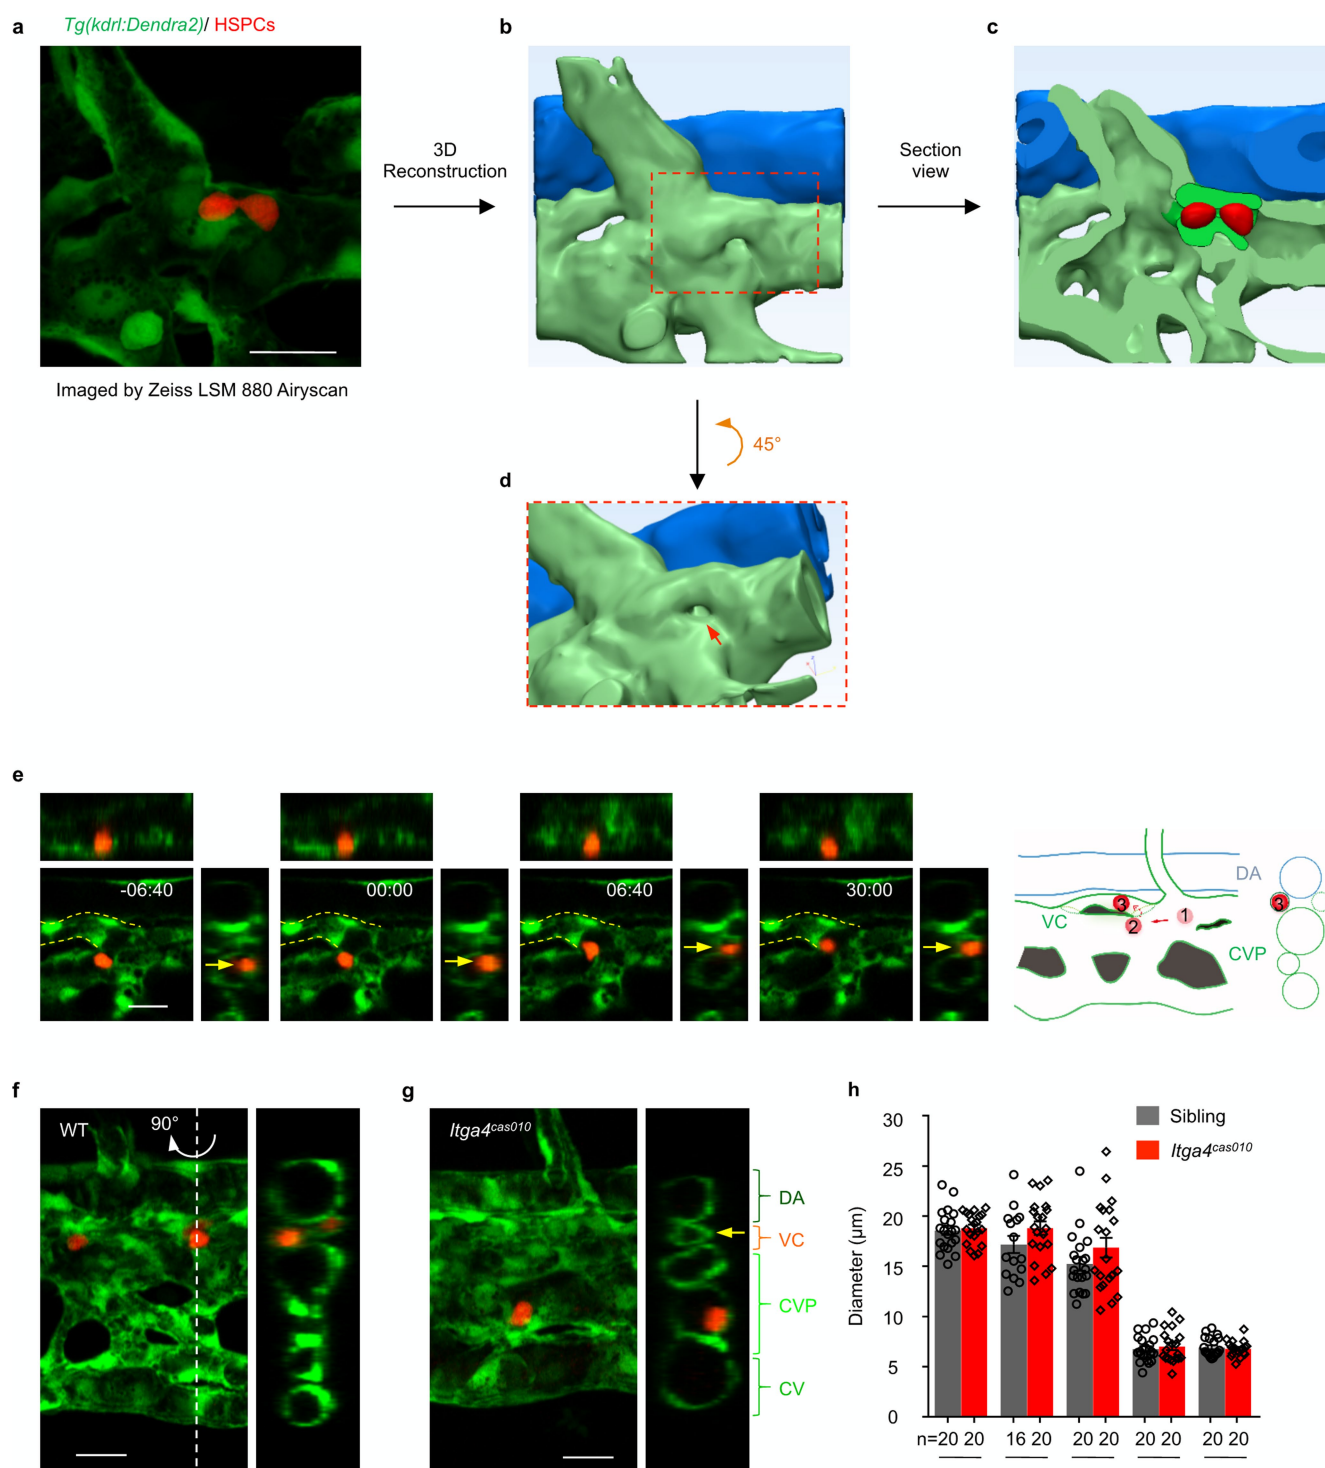 a
Tg(kdrl:Dendra2)/ HSPCs
b
c
3D
Reconstruction
Section
view
Imaged by Zeiss LSM 880 Airyscan
45°
d
e
-06:40
00:00
06:40
30:00
DA
VC
CVP
1
2
3
3
f
WT
90°
g
Itga4cas010
DA
VC
CVP
CV
h
Sibling
Itga4cas010
Diameter (μm)
30
25
20
15
10
5
0
n=20 20 16 20 20 20 20 20 20 20